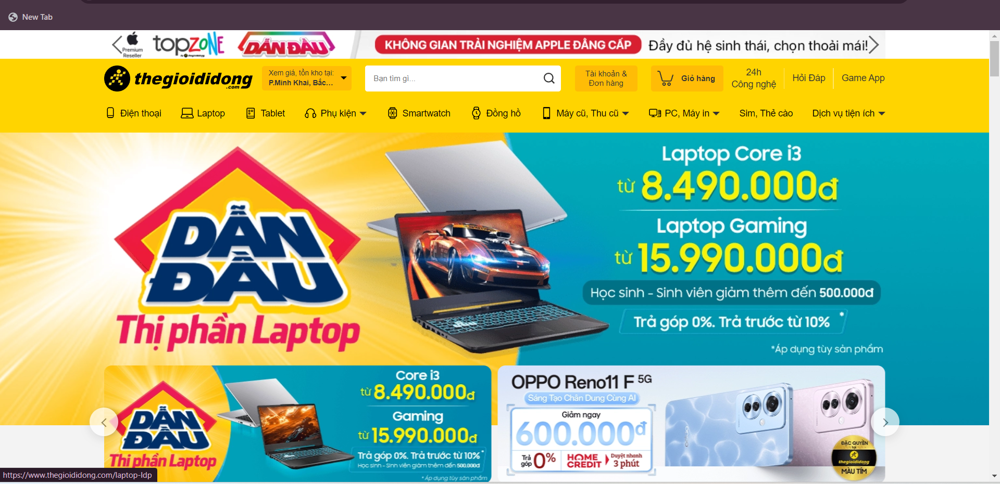 New Tab
Premium
Reseller
topzone
by thegioididong
DẪN ĐẦU
KHÔNG GIAN TRẢI NGHIỆM APPLE ĐẲNG CẤP
Đầy đủ hệ sinh thái, chọn thoải mái!
thegioididong
.com
Xem giá, tồn kho tại:
P.Minh Khai, Bắc...
Bạn tìm gì...
Tài khoản &
Đơn hàng
Giỏ hàng
24h
Công nghệ
Hỏi Đáp
Game App
Điện thoại
Laptop
Tablet
Phụ kiện
Smartwatch
Đồng hồ
Máy cũ, Thu cũ
PC, Máy in
Sim, Thẻ cào
Dịch vụ tiện ích
DẪN
ĐẦU
Thị phần Laptop
Laptop Core i3
từ 8.490.000đ
Laptop Gaming
từ 15.990.000đ
Học sinh - Sinh viên giảm thêm đến 500.000đ
Trả góp 0%. Trả trước từ 10% *
*Áp dụng tùy sản phẩm
DẪN
ĐẦU
Thị phần Laptop
Core i3
từ 8.490.000đ
Gaming
từ 15.990.000đ
Trả góp 0%. Trả trước từ 10% *
Học sinh - Sinh viên giảm thêm đến 500.000đ
* Áp dụng tùy sản phẩm
OPPO Reno11 F 5G
Sáng Tạo Chân Dung Cùng AI
Giảm ngay
600.000đ
Trả
góp 0%
HOME
CREDIT
Duyệt nhanh
3 phút
oppo
ĐẶC QUYỀN
tại
thegioididong
MÀU TÍM
https://www.thegioididong.com/laptop-ldp